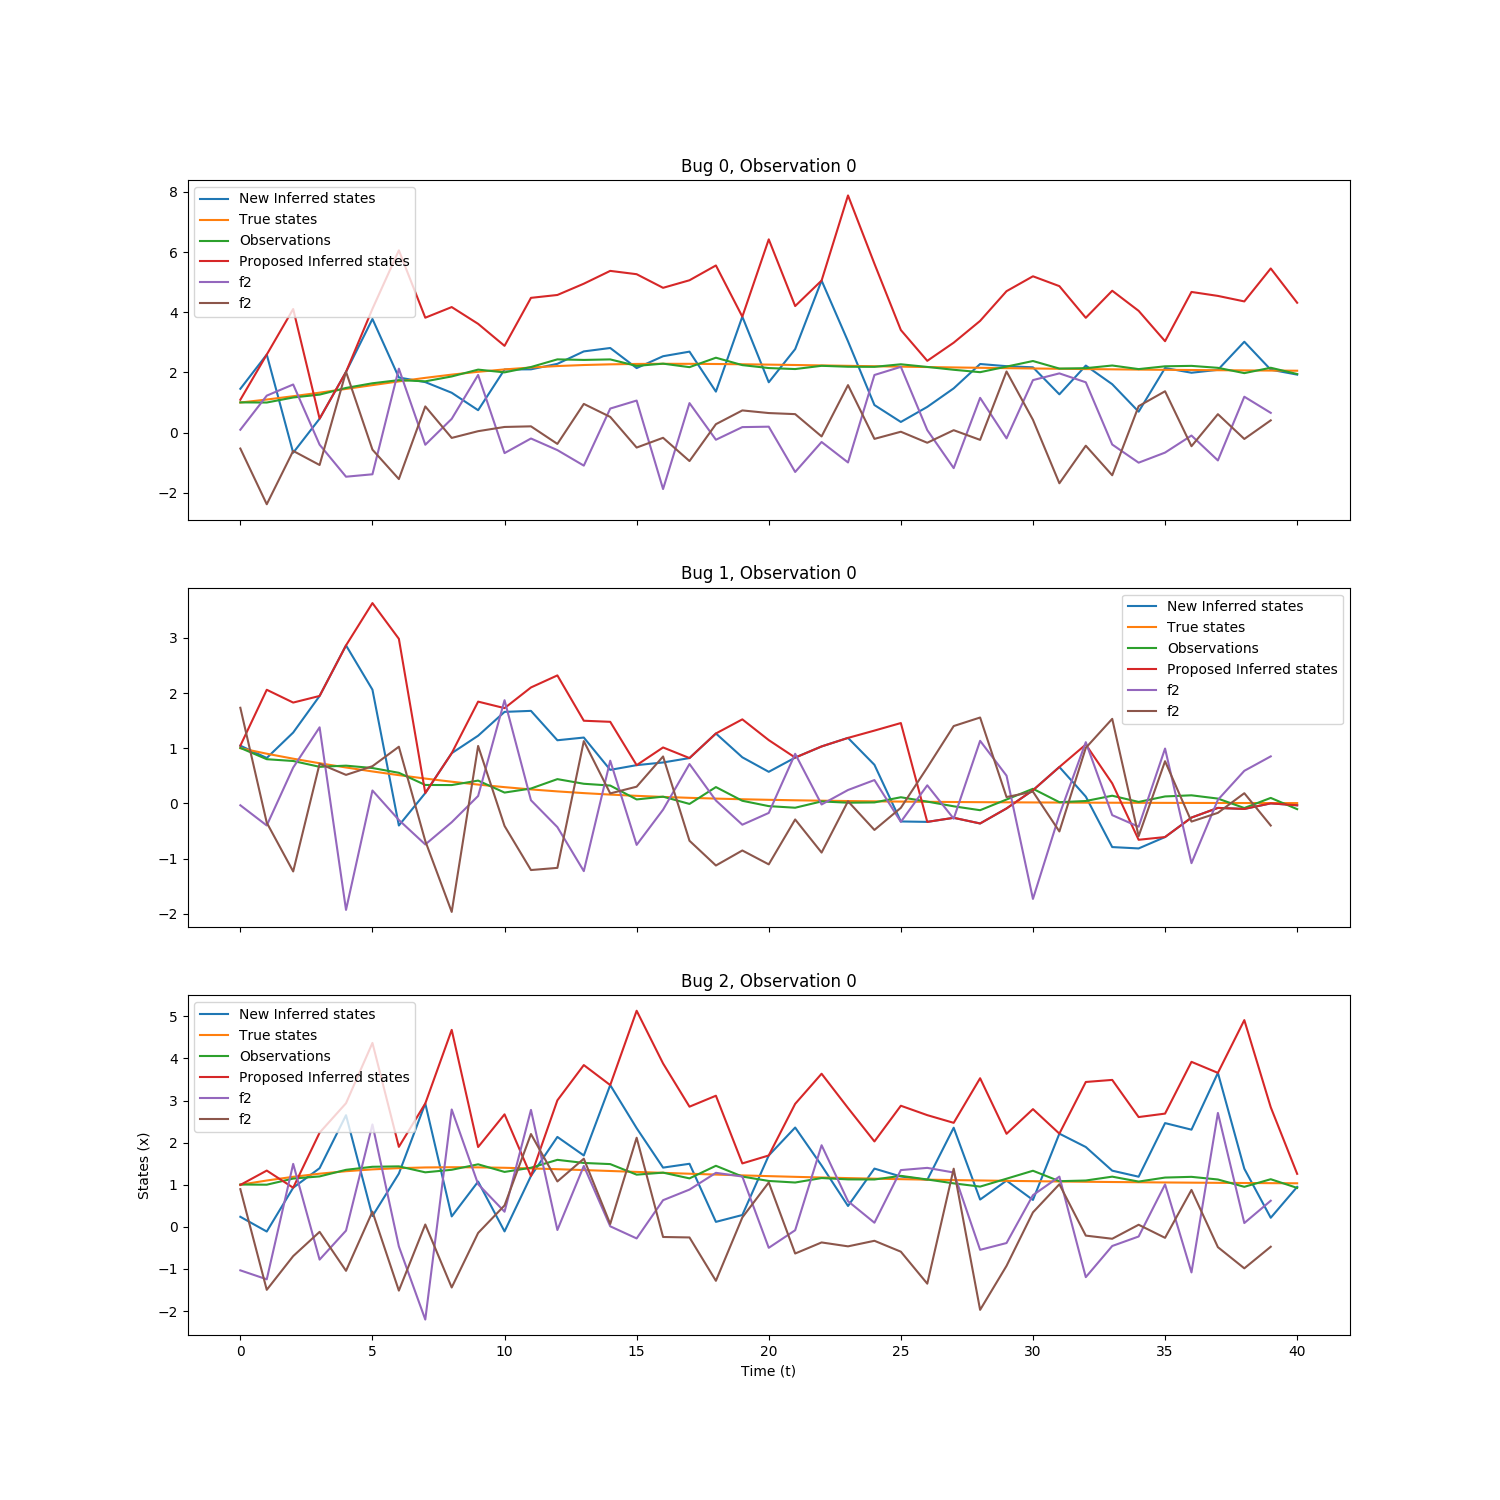 Bug 0, Observation 0
8
6
4
2
0
−2
New Inferred states
True states
Observations
Proposed Inferred states
f2
f2
Bug 1, Observation 0
3
2
1
0
−1
−2
New Inferred states
True states
Observations
Proposed Inferred states
f2
f2
Bug 2, Observation 0
States (x)
5
4
3
2
1
0
−1
−2
New Inferred states
True states
Observations
Proposed Inferred states
f2
f2
0 5 10 15 20 25 30 35 40
Time (t)